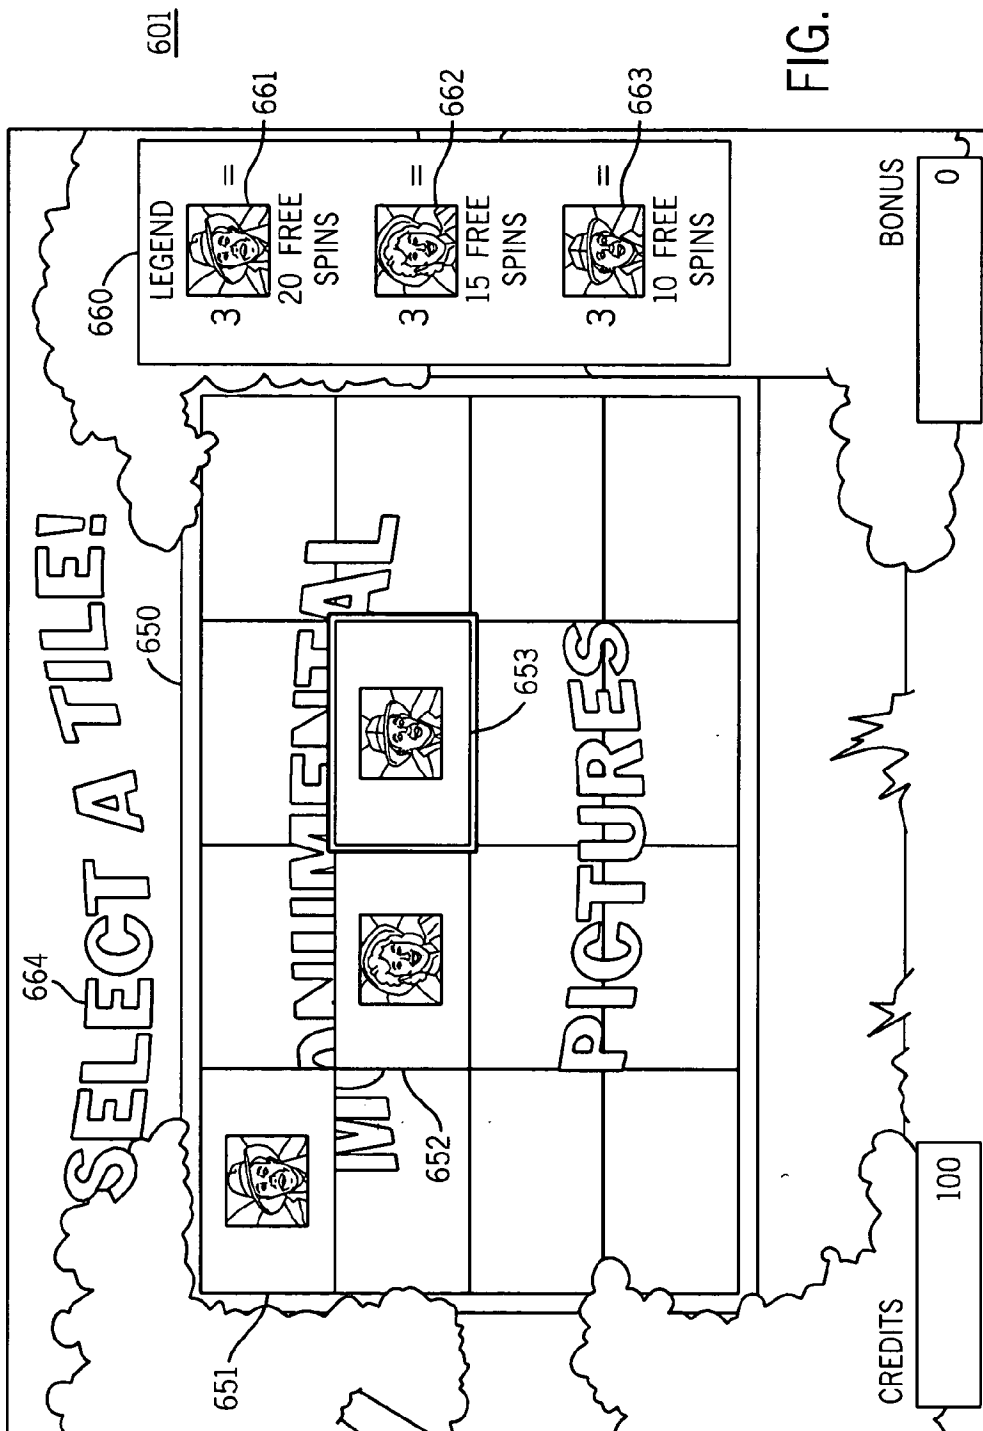 601
664
SELECT A TILE!
650
660
LEGEND
3 =
661
20 FREE
SPINS
3 =
662
15 FREE
SPINS
3 =
663
10 FREE
SPINS
651
MONUMENTAL
652
653
PICTURES
CREDITS
100
BONUS
0
FIG.